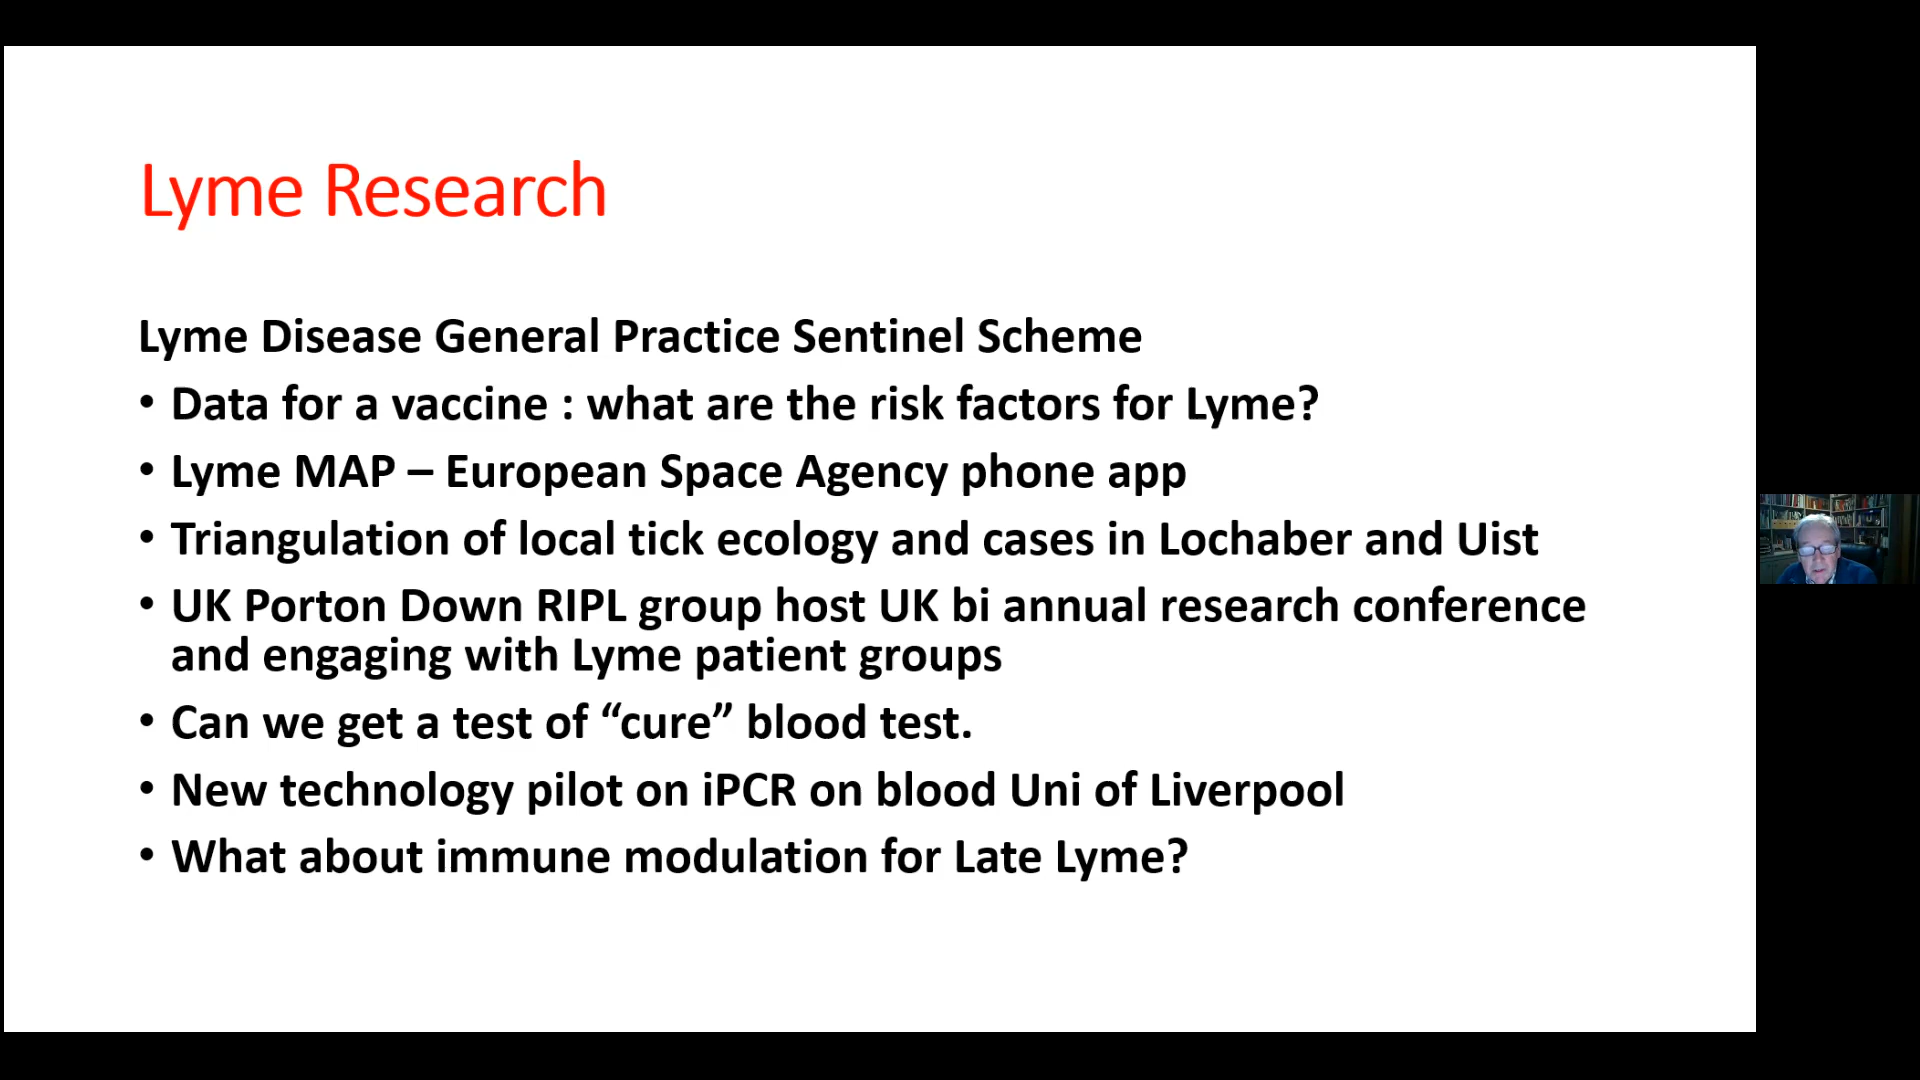 Lyme Research
Lyme Disease General Practice Sentinel Scheme
• Data for a vaccine : what are the risk factors for Lyme?
• Lyme MAP – European Space Agency phone app
• Triangulation of local tick ecology and cases in Lochaber and Uist
• UK Porton Down RIPL group host UK bi annual research conference
and engaging with Lyme patient groups
• Can we get a test of “cure” blood test.
• New technology pilot on iPCR on blood Uni of Liverpool
• What about immune modulation for Late Lyme?